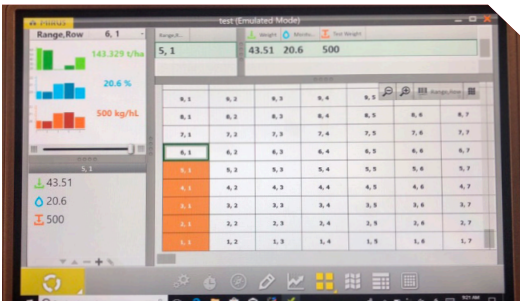 test (Emulated Mode)
Range,Row 6, 1
143.329 t/ha
20.6 %
500 kg/hL
Range,R...
Weight Moistu... Test Weight
5, 1 43.51 20.6 500
Range,Row
8, 1 8, 2 8, 3 8, 4 8, 5
8, 1 8, 2 8, 3 8, 4 8, 5 8, 6 8, 7
7, 1 7, 2 7, 3 7, 4 7, 5 7, 6 7, 7
6, 1 6, 2 6, 3 6, 4 6, 5 6, 6 6, 7
5, 1 5, 2 5, 3 5, 4 5, 5 5, 6 5, 7
4, 1 4, 2 4, 3 4, 4 4, 5 4, 6 4, 7
3, 1 3, 2 3, 3 3, 4 3, 5 3, 6 3, 7
2, 1 2, 2 2, 3 2, 4 2, 5 2, 6 2, 7
1, 1 1, 2 1, 3 1, 4 1, 5 1, 6 1, 7
5, 1
43.51
20.6
500
9:21 AM